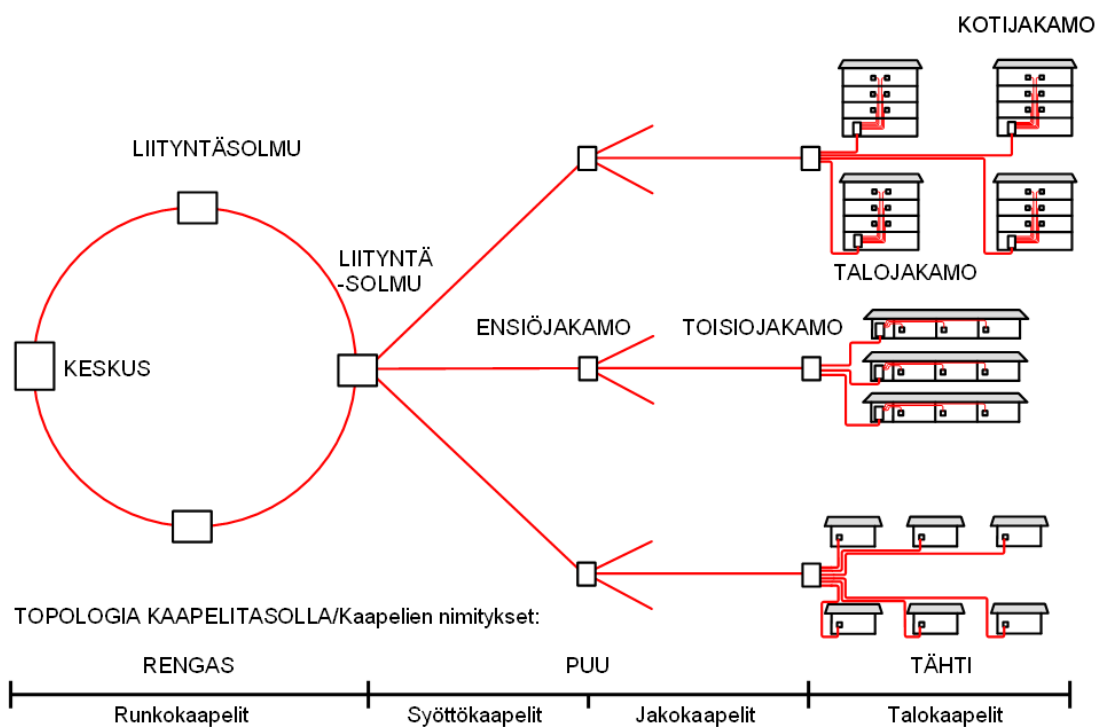 KOTIJAKAMO
LIITYNTÄSOLMU
LIITYNTÄ
-SOLMU
TALOJAKAMO
ENSIÖJAKAMO
TOISIOJAKAMO
KESKUS
TOPOLOGIA KAAPELITASOLLA/Kaapelien nimitykset:
RENGAS
PUU
TÄHTI
Runkokaapelit
Syöttökaapelit
Jakokaapelit
Talokaapelit